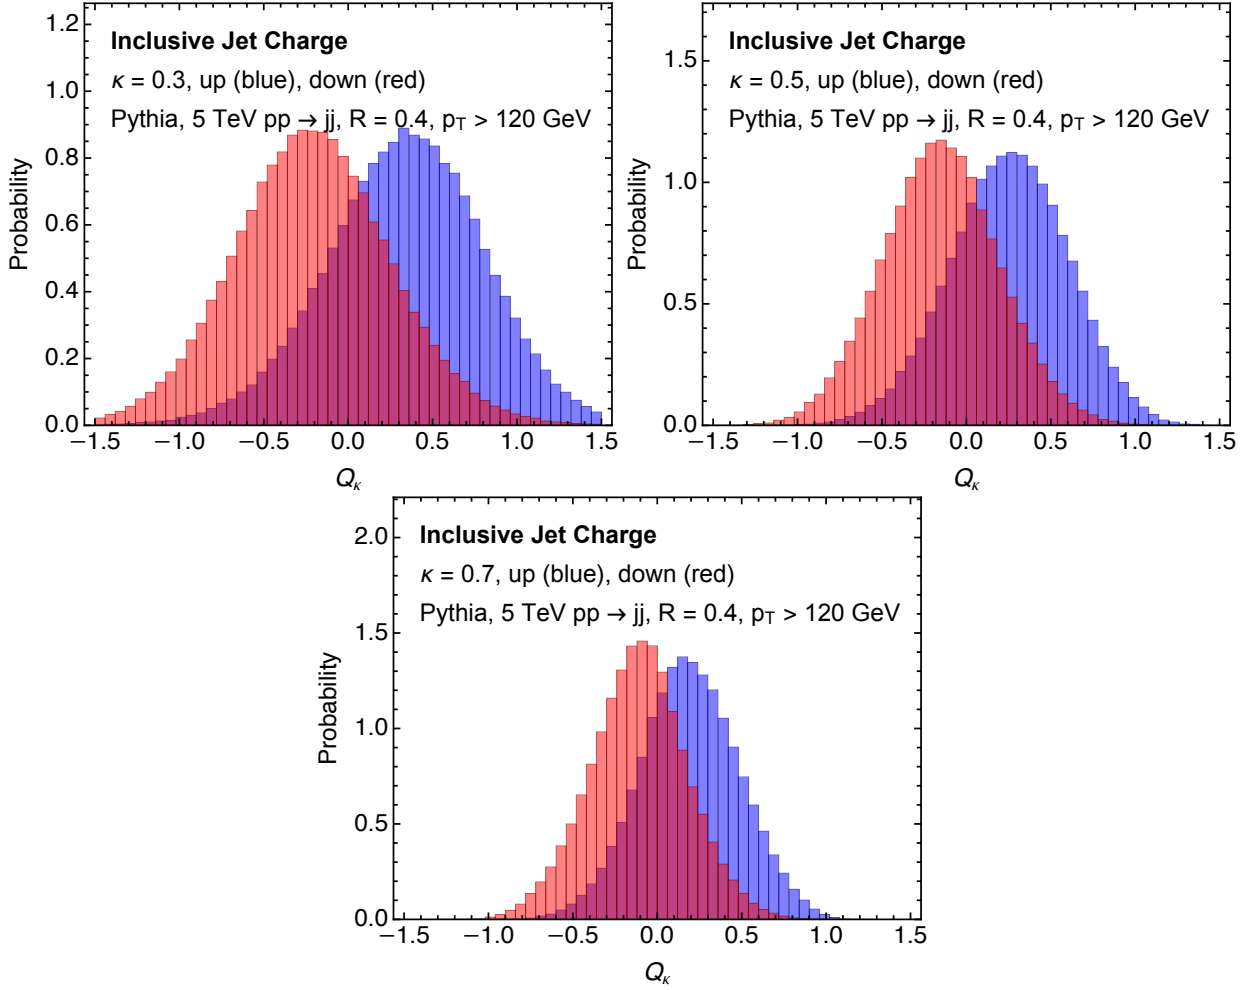 Inclusive Jet Charge
κ = 0.3, up (blue), down (red)
Pythia, 5 TeV pp → jj, R = 0.4, pT > 120 GeV
Probability
1.2
1.0
0.8
0.6
0.4
0.2
0.0
−1.5 −1.0 −0.5 0.0 0.5 1.0 1.5
Qκ
Inclusive Jet Charge
κ = 0.5, up (blue), down (red)
Pythia, 5 TeV pp → jj, R = 0.4, pT > 120 GeV
Probability
1.5
1.0
0.5
0.0
−1.5 −1.0 −0.5 0.0 0.5 1.0 1.5
Qκ
Inclusive Jet Charge
κ = 0.7, up (blue), down (red)
Pythia, 5 TeV pp → jj, R = 0.4, pT > 120 GeV
Probability
2.0
1.5
1.0
0.5
0.0
−1.5 −1.0 −0.5 0.0 0.5 1.0 1.5
Qκ